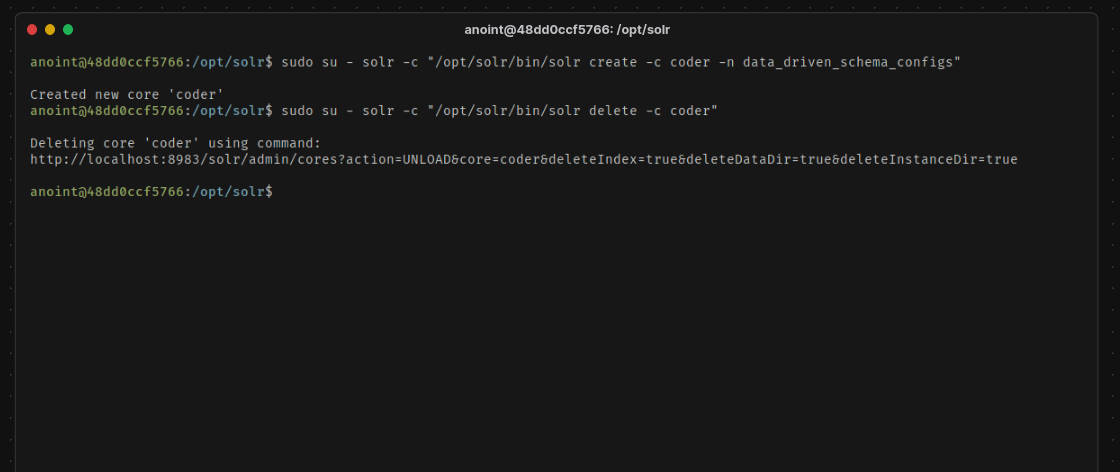 anoint@48dd0ccf5766: /opt/solr
anoint@48dd0ccf5766:/opt/solr$ sudo su - solr -c "/opt/solr/bin/solr create -c coder -n data_driven_schema_configs"
Created new core 'coder'
anoint@48dd0ccf5766:/opt/solr$ sudo su - solr -c "/opt/solr/bin/solr delete -c coder"
Deleting core 'coder' using command:
http://localhost:8983/solr/admin/cores?action=UNLOAD&core=coder&deleteIndex=true&deleteDataDir=true&deleteInstanceDir=true
anoint@48dd0ccf5766:/opt/solr$